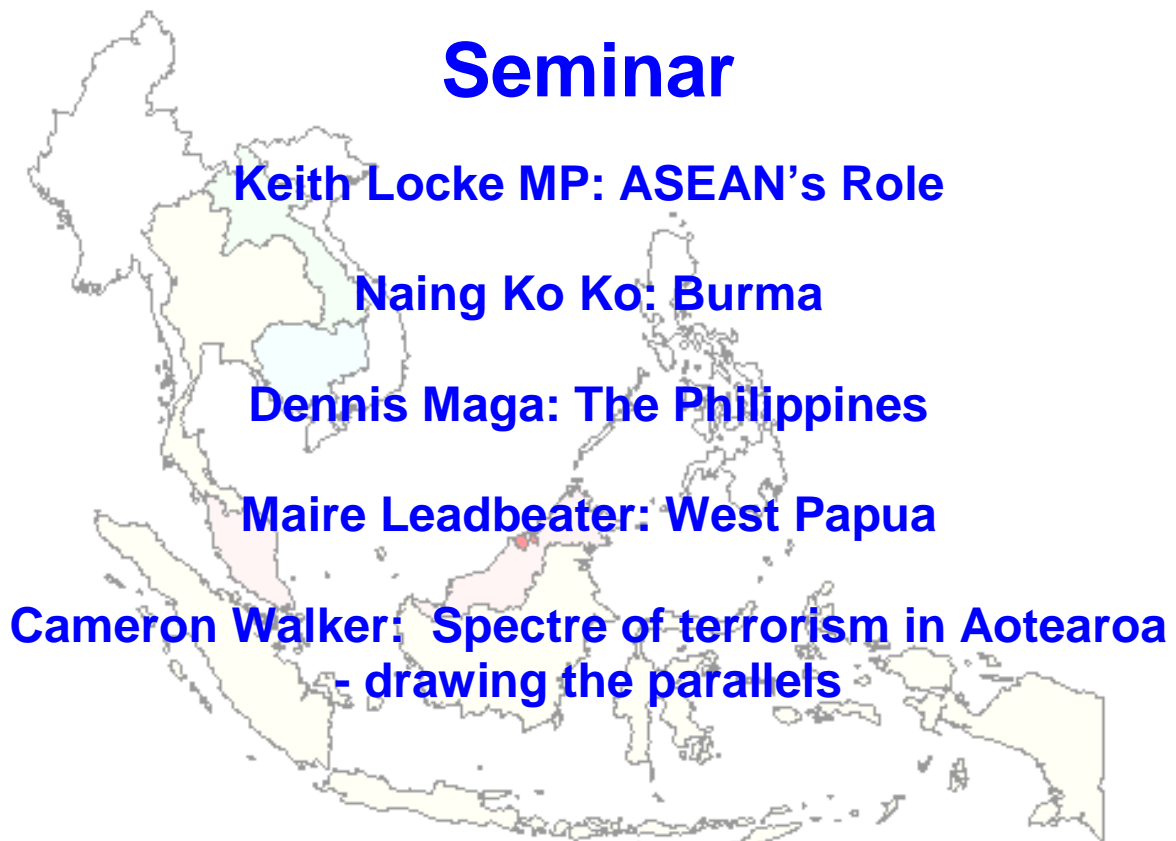 Seminar
Keith Locke MP: ASEAN’s Role
Naing Ko Ko: Burma
Dennis Maga: The Philippines
Maire Leadbeater: West Papua
Cameron Walker:  Spectre of terrorism in Aotearoa
- drawing the parallels